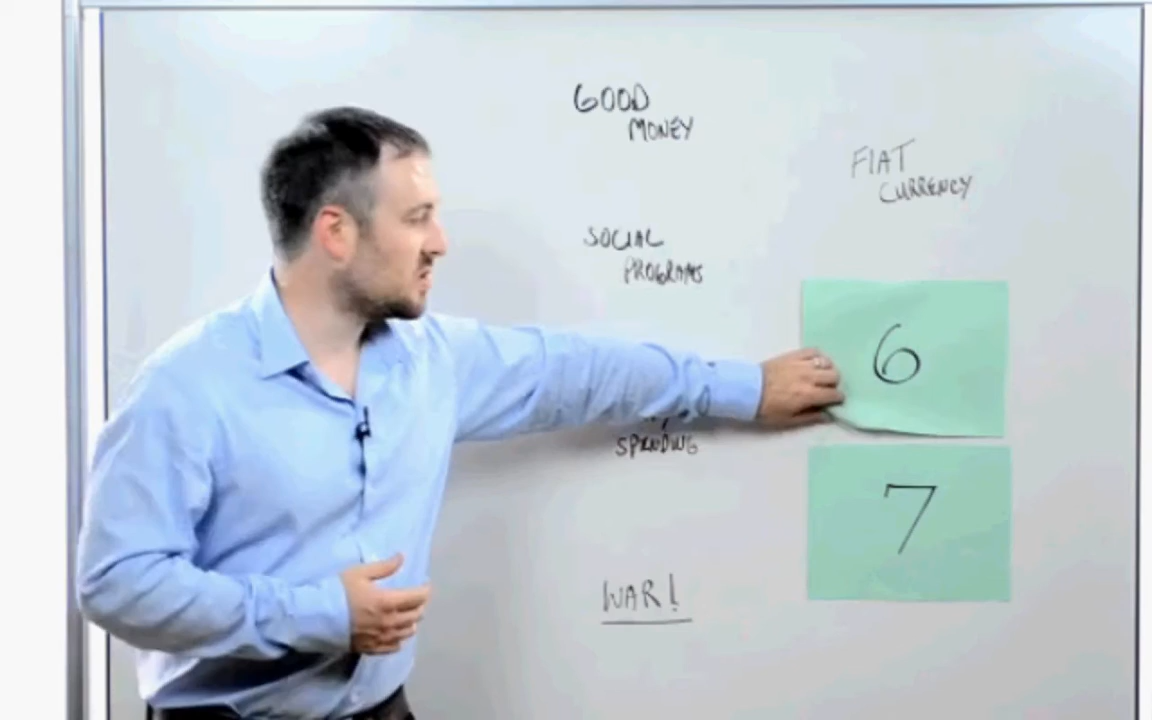 GOOD
MONEY
SOCIAL
PROGRAMS
SPENDING
WAR!
FIAT
CURRENCY
6
7